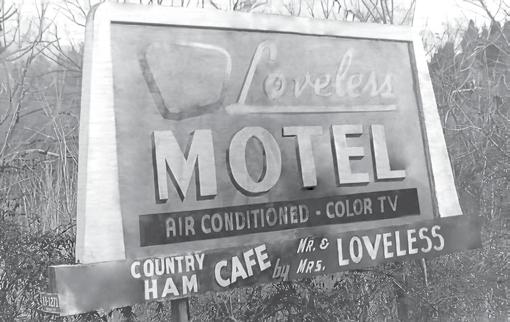 Loveless
MOTEL
AIR CONDITIONED - COLOR TV
COUNTRY HAM CAFE by MR. & MRS. LOVELESS